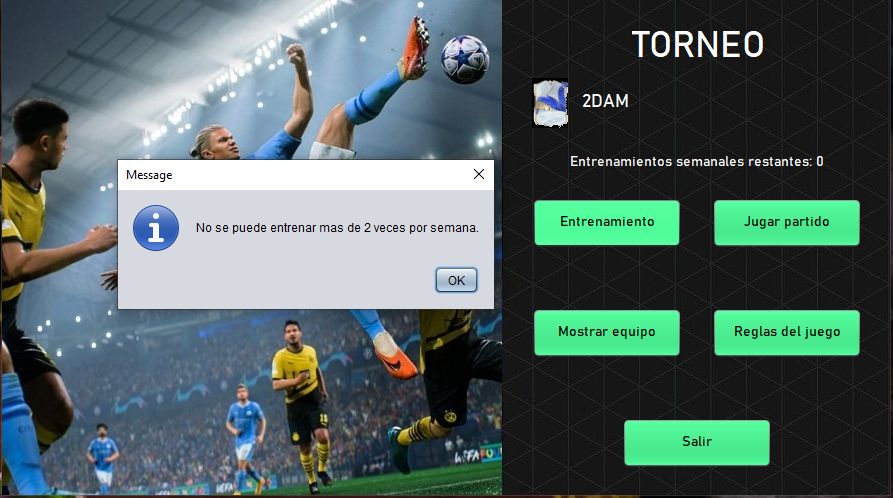 TORNEO
2DAM
Entrenamientos semanales restantes: 0
Message
No se puede entrenar mas de 2 veces por semana.
OK
Entrenamiento
Jugar partido
Mostrar equipo
Reglas del juego
Salir